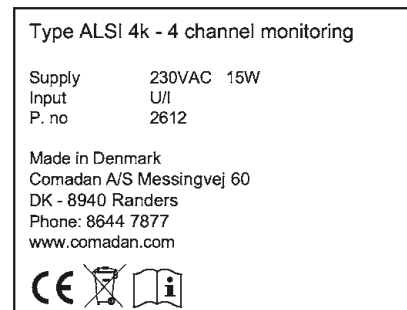 Type ALSI 4k - 4 channel monitoring
Supply 230VAC 15W
Input U/I
P. no 2612
Made in Denmark
Comadan A/S Messingvej 60
DK - 8940 Randers
Phone: 8644 7877
www.comadan.com
CE i